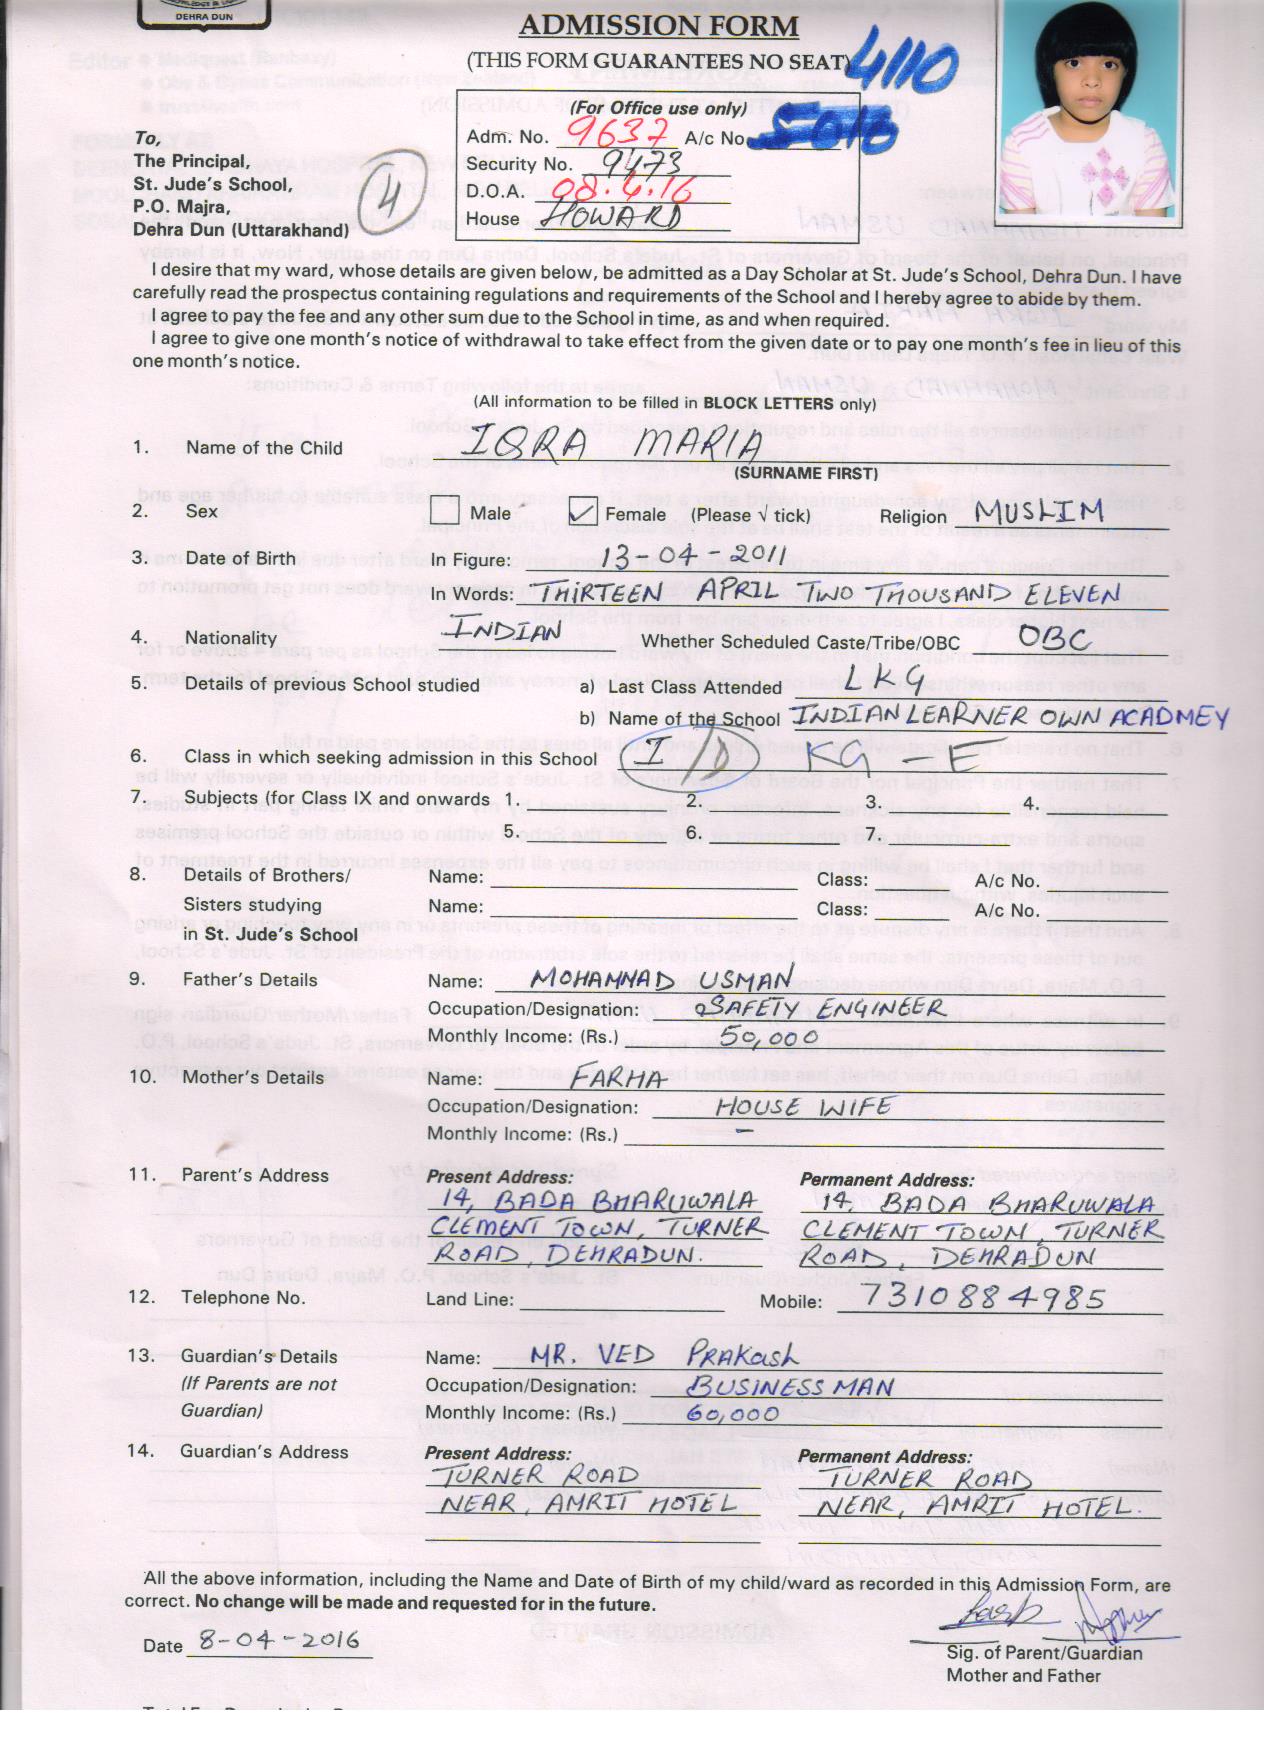 DEHRA DUN
ADMISSION FORM
(THIS FORM GUARANTEES NO SEAT)
4110
(For Office use only)
Adm. No. 9637 A/c No. 5010
Security No. 9473
D.O.A. 08.4.16
House HOWARD
To,
The Principal,
St. Jude's School,
P.O. Majra,
Dehra Dun (Uttarakhand)
4
I desire that my ward, whose details are given below, be admitted as a Day Scholar at St. Jude's School, Dehra Dun. I have
carefully read the prospectus containing regulations and requirements of the School and I hereby agree to abide by them.
I agree to pay the fee and any other sum due to the School in time, as and when required.
I agree to give one month's notice of withdrawal to take effect from the given date or to pay one month's fee in lieu of this
one month's notice.
(All information to be filled in BLOCK LETTERS only)
1. Name of the Child IQRA MARIA
(SURNAME FIRST)
2. Sex Male Female (Please √ tick) Religion MUSLIM
3. Date of Birth In Figure: 13-04-2011
In Words: THIRTEEN APRIL TWO THOUSAND ELEVEN
4. Nationality INDIAN Whether Scheduled Caste/Tribe/OBC OBC
5. Details of previous School studied a) Last Class Attended LKG
b) Name of the School INDIAN LEARNER OWN ACADMEY
6. Class in which seeking admission in this School I/D KG-E
7. Subjects (for Class IX and onwards 1. 2. 3. 4.
5. 6. 7.
8. Details of Brothers/ Name: Class: A/c No.
Sisters studying Name: Class: A/c No.
in St. Jude's School
9. Father's Details Name: MOHAMMAD USMAN
Occupation/Designation: SAFETY ENGINEER
Monthly Income: (Rs.) 50,000
10. Mother's Details Name: FARHA
Occupation/Designation: HOUSE WIFE
Monthly Income: (Rs.) –
11. Parent's Address Present Address: Permanent Address:
14, BADA BHARUWALA 14, BADA BHARUWALA
CLEMENT TOWN, TURNER CLEMENT TOWN, TURNER
ROAD, DEHRADUN. ROAD, DEHRADUN
12. Telephone No. Land Line: Mobile: 7310884985
13. Guardian's Details Name: MR. VED PRAKash
(If Parents are not Occupation/Designation: BUSINESS MAN
Guardian) Monthly Income: (Rs.) 60,000
14. Guardian's Address Present Address: Permanent Address:
TURNER ROAD TURNER ROAD
NEAR, AMRIT HOTEL NEAR, AMRIT HOTEL.
All the above information, including the Name and Date of Birth of my child/ward as recorded in this Admission Form, are
correct. No change will be made and requested for in the future.
Date 8-04-2016
Sig. of Parent/Guardian
Mother and Father